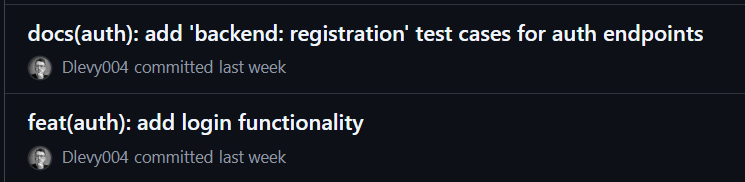 docs(auth): add 'backend: registration' test cases for auth endpoints
Dlevy004 committed last week
feat(auth): add login functionality
Dlevy004 committed last week